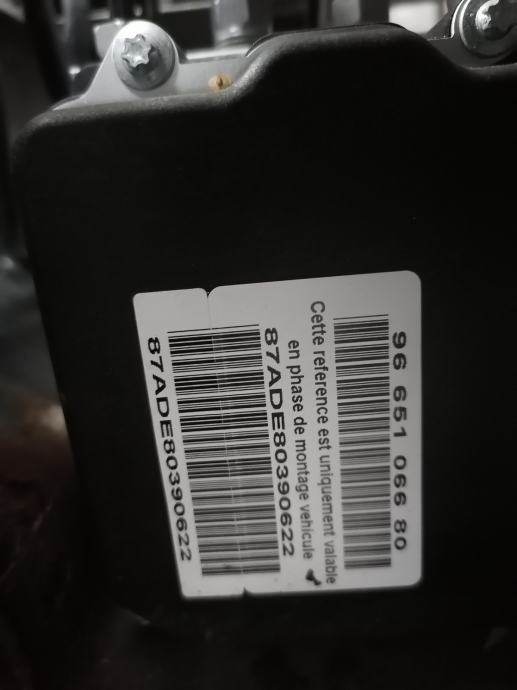 96 651 066 80
Cette reference est uniquement valable
en phase de montage vehicule
87ADE80390622
87ADE80390622